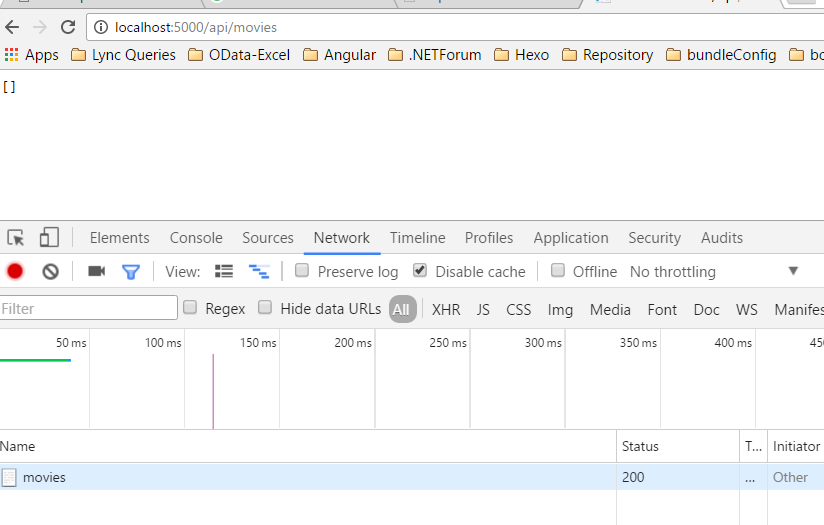 localhost:5000/api/movies
Apps Lync Queries OData-Excel Angular .NETForum Hexo Repository bundleConfig
[]
Elements Console Sources Network Timeline Profiles Application Security Audits
View: Preserve log Disable cache Offline No throttling
Filter Regex Hide data URLs All XHR JS CSS Img Media Font Doc WS Manifes
50 ms 100 ms 150 ms 200 ms 250 ms 300 ms 350 ms 400 ms 450
Name Status T... Initiator
movies 200 ... Other